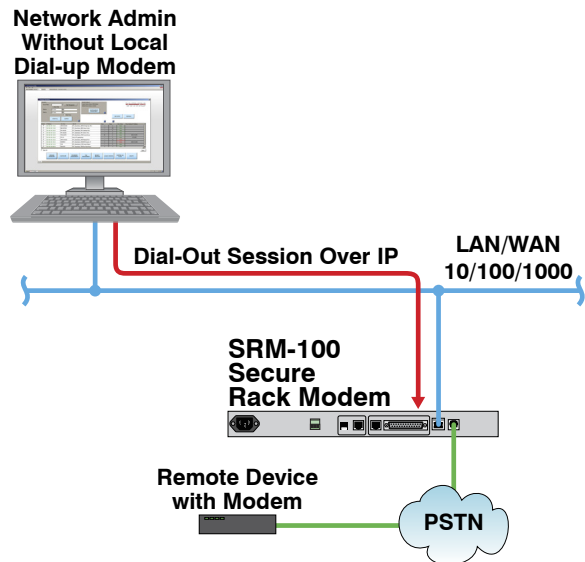 Network Admin
Without Local
Dial-up Modem
Dial-Out Session Over IP
LAN/WAN
10/100/1000
SRM-100
Secure
Rack Modem
Remote Device
with Modem
PSTN